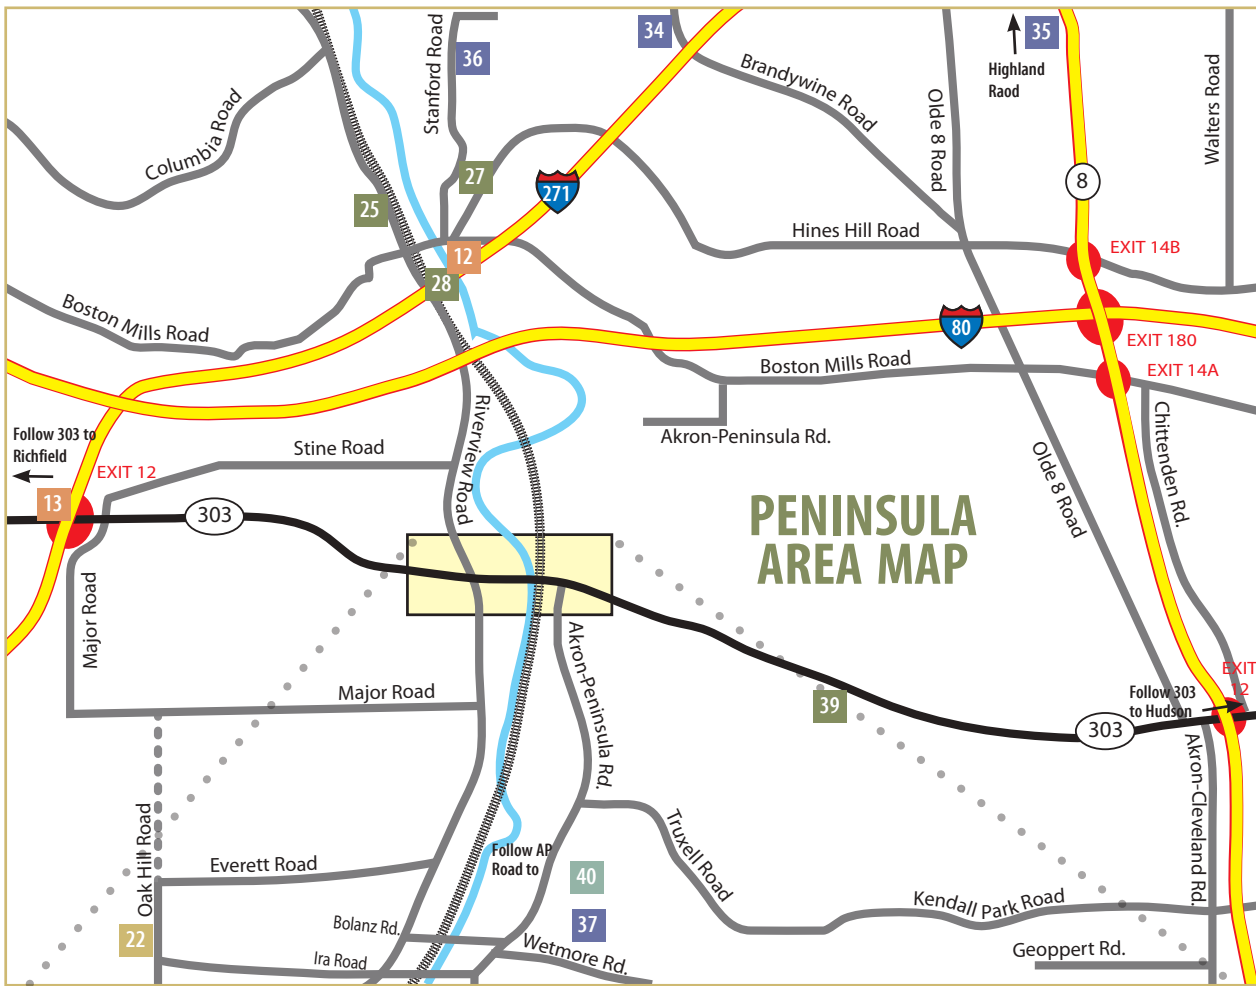 36
34
35
Stanford Road
Highland
Raod
Brandywine Road
Olde 8 Road
Walters Road
Columbia Road
27
271
8
25
Hines Hill Road
EXIT 14B
12
28
Boston Mills Road
80
EXIT 180
Boston Mills Road
EXIT 14A
Riverview Road
Akron-Peninsula Rd.
Chittenden Rd.
Follow 303 to
Richfield
Stine Road
EXIT 12
13
303
Olde 8 Road
PENINSULA
AREA MAP
Major Road
Akron-Peninsula Rd.
Major Road
39
EXIT
12
Follow 303
to Hudson
303
Akron-Cleveland Rd.
Oak Hill Road
Everett Road
Follow AP
Road to
40
Truxell Road
Kendall Park Road
37
22
Bolanz Rd.
Wetmore Rd.
Ira Road
Geoppert Rd.